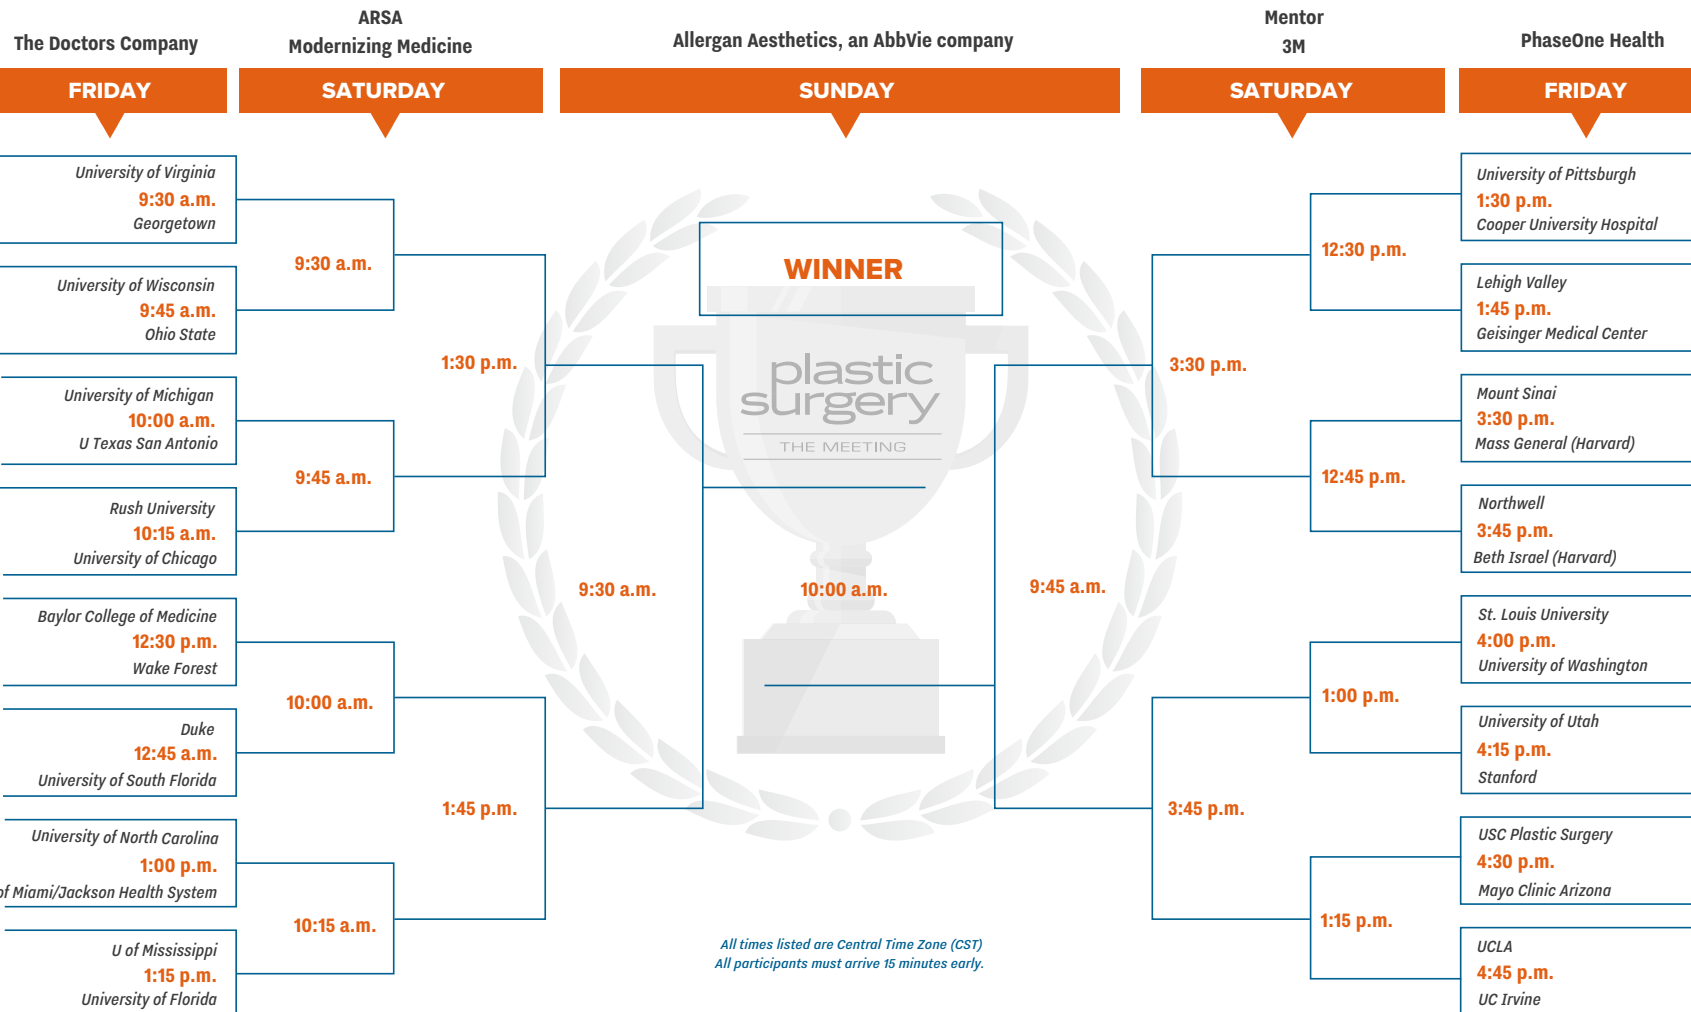 The Doctors Company
ARSA
Modernizing Medicine
Allergan Aesthetics, an AbbVie company
Mentor
3M
PhaseOne Health
FRIDAY
SATURDAY
SUNDAY
SATURDAY
FRIDAY
University of Virginia
9:30 a.m.
Georgetown
University of Wisconsin
9:45 a.m.
Ohio State
University of Michigan
10:00 a.m.
U Texas San Antonio
Rush University
10:15 a.m.
University of Chicago
Baylor College of Medicine
12:30 p.m.
Wake Forest
Duke
12:45 a.m.
University of South Florida
University of North Carolina
1:00 p.m.
of Miami/Jackson Health System
U of Mississippi
1:15 p.m.
University of Florida
9:30 a.m.
9:45 a.m.
10:00 a.m.
10:15 a.m.
1:30 p.m.
1:45 p.m.
WINNER
plastic
surgery
THE MEETING
9:30 a.m.
10:00 a.m.
9:45 a.m.
All times listed are Central Time Zone (CST)
All participants must arrive 15 minutes early.
3:30 p.m.
3:45 p.m.
12:30 p.m.
12:45 p.m.
1:00 p.m.
1:15 p.m.
University of Pittsburgh
1:30 p.m.
Cooper University Hospital
Lehigh Valley
1:45 p.m.
Geisinger Medical Center
Mount Sinai
3:30 p.m.
Mass General (Harvard)
Northwell
3:45 p.m.
Beth Israel (Harvard)
St. Louis University
4:00 p.m.
University of Washington
University of Utah
4:15 p.m.
Stanford
USC Plastic Surgery
4:30 p.m.
Mayo Clinic Arizona
UCLA
4:45 p.m.
UC Irvine